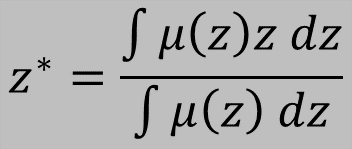 z* = ∫ μ(z)z dz / ∫ μ(z) dz